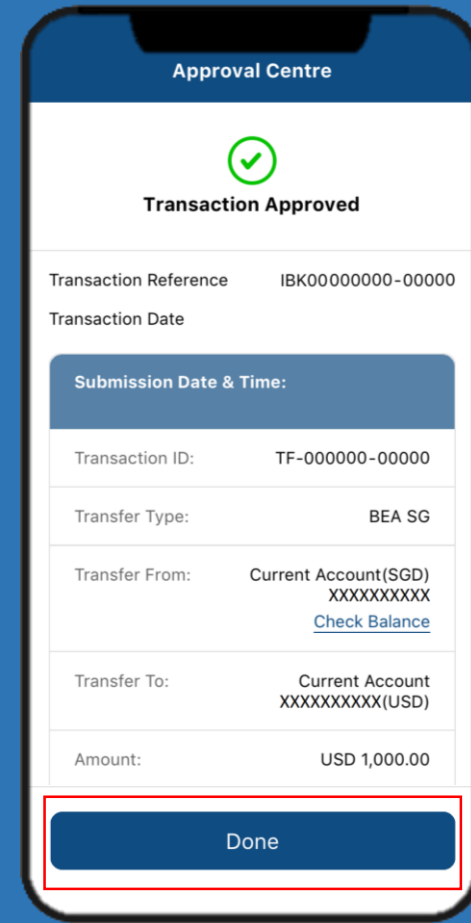 Approval Centre
Transaction Approved
Transaction Reference IBK00000000-00000
Transaction Date
Submission Date & Time:
Transaction ID: TF-000000-00000
Transfer Type: BEA SG
Transfer From: Current Account(SGD)
XXXXXXXXXX
Check Balance
Transfer To: Current Account
XXXXXXXXXX(USD)
Amount: USD 1,000.00
Done